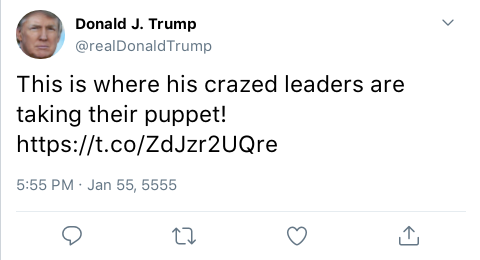 Donald J. Trump
@realDonaldTrump
This is where his crazed leaders are
taking their puppet!
https://t.co/ZdJzr2UQre
5:55 PM · Jan 55, 5555